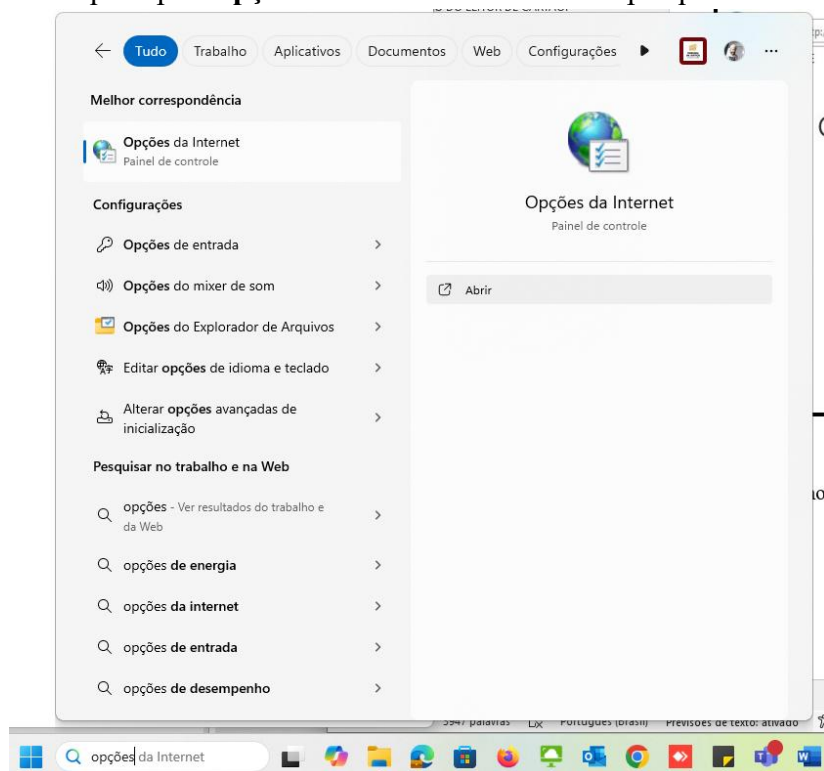 Tudo Trabalho Aplicativos Documentos Web Configurações
Melhor correspondência
Opções da Internet
Painel de controle
Configurações
Opções de entrada
Opções do mixer de som
Opções do Explorador de Arquivos
Editar opções de idioma e teclado
Alterar opções avançadas de
inicialização
Pesquisar no trabalho e na Web
opções - Ver resultados do trabalho e
da Web
opções de energia
opções da internet
opções de entrada
opções de desempenho
Opções da Internet
Painel de controle
Abrir
3947 palavras Português (Brasil) Previsões de texto: ativado
opções da Internet